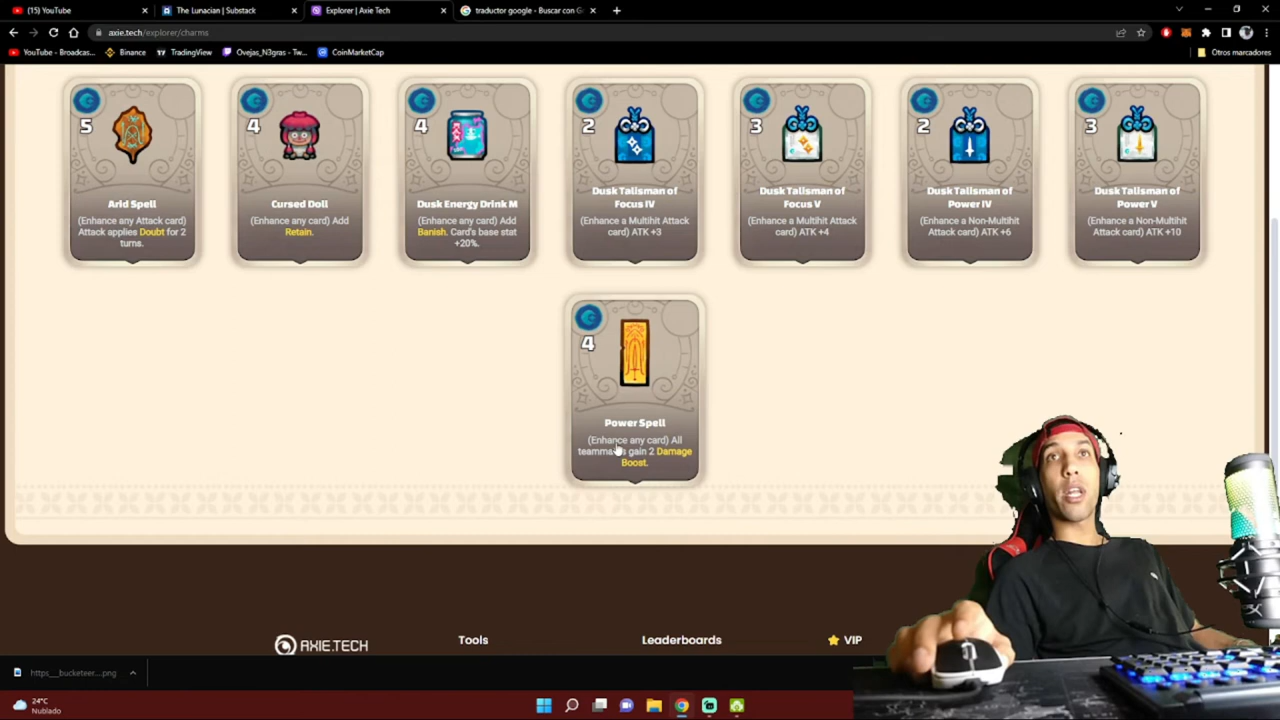 (15) YouTube
The Lunacian | Substack
Explorer | Axie Tech
traductor google - Buscar con G
axie.tech/explorer/charms
YouTube - Broadcas...
Binance
TradingView
Ovejas_N3gras - Tw...
CoinMarketCap
Otros marcadores
5
Arid Spell
(Enhance any Attack card)
Attack applies Doubt for 2
turns.
4
Cursed Doll
(Enhance any card) Add
Retain.
4
Dusk Energy Drink M
(Enhance any card) Add
Banish. Card's base stat
+20%.
2
Dusk Talisman of
Focus IV
(Enhance a Multihit Attack
card) ATK +3
3
Dusk Talisman of
Focus V
(Enhance a Multihit Attack
card) ATK +4
2
Dusk Talisman of
Power IV
(Enhance a Non-Multihit
Attack card) ATK +6
3
Dusk Talisman of
Power V
(Enhance a Non-Multihit
Attack card) ATK +10
4
Power Spell
(Enhance any card) All
gain 2 Damage
Boost.
AXIE.TECH
Tools
Leaderboards
VIP
https__bucketeer....png
24°C
Nublado